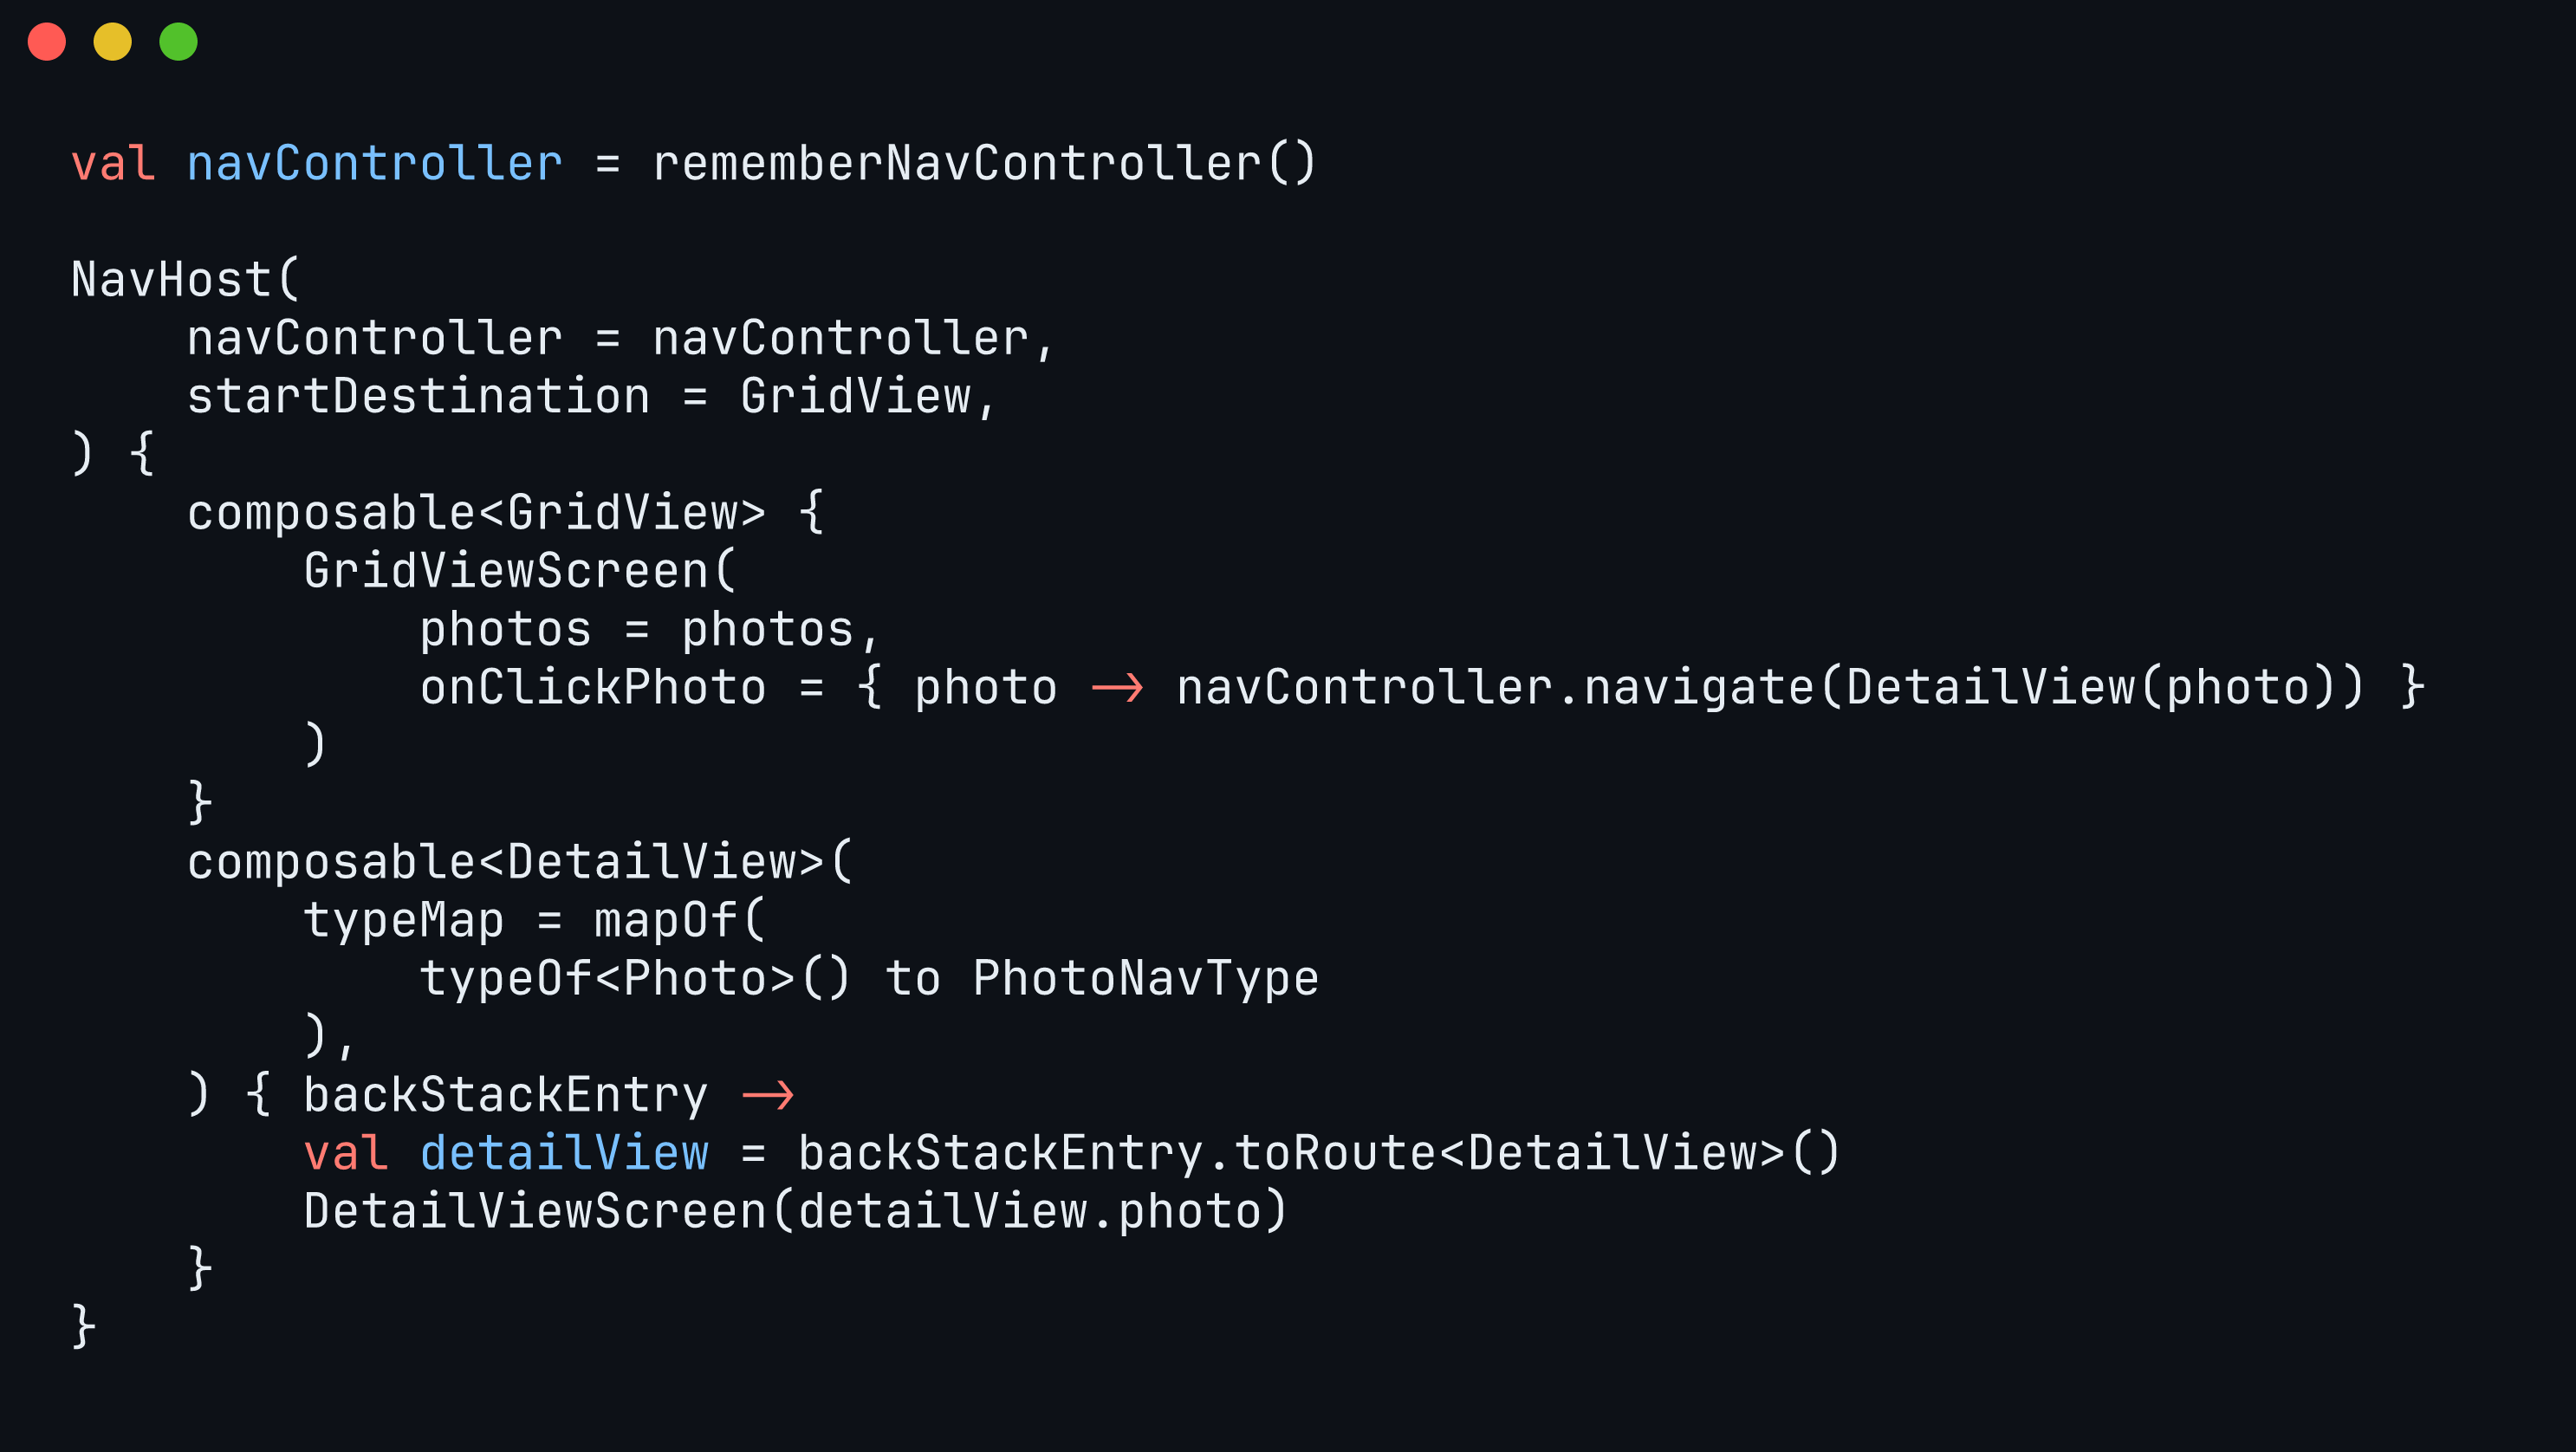 val navController = rememberNavController()

NavHost(
    navController = navController,
    startDestination = GridView,
) {
    composable<GridView> {
        GridViewScreen(
            photos = photos,
            onClickPhoto = { photo -> navController.navigate(DetailView(photo)) }
        )
    }
    composable<DetailView>(
        typeMap = mapOf(
            typeOf<Photo>() to PhotoNavType
        ),
    ) { backStackEntry ->
        val detailView = backStackEntry.toRoute<DetailView>()
        DetailViewScreen(detailView.photo)
    }
}